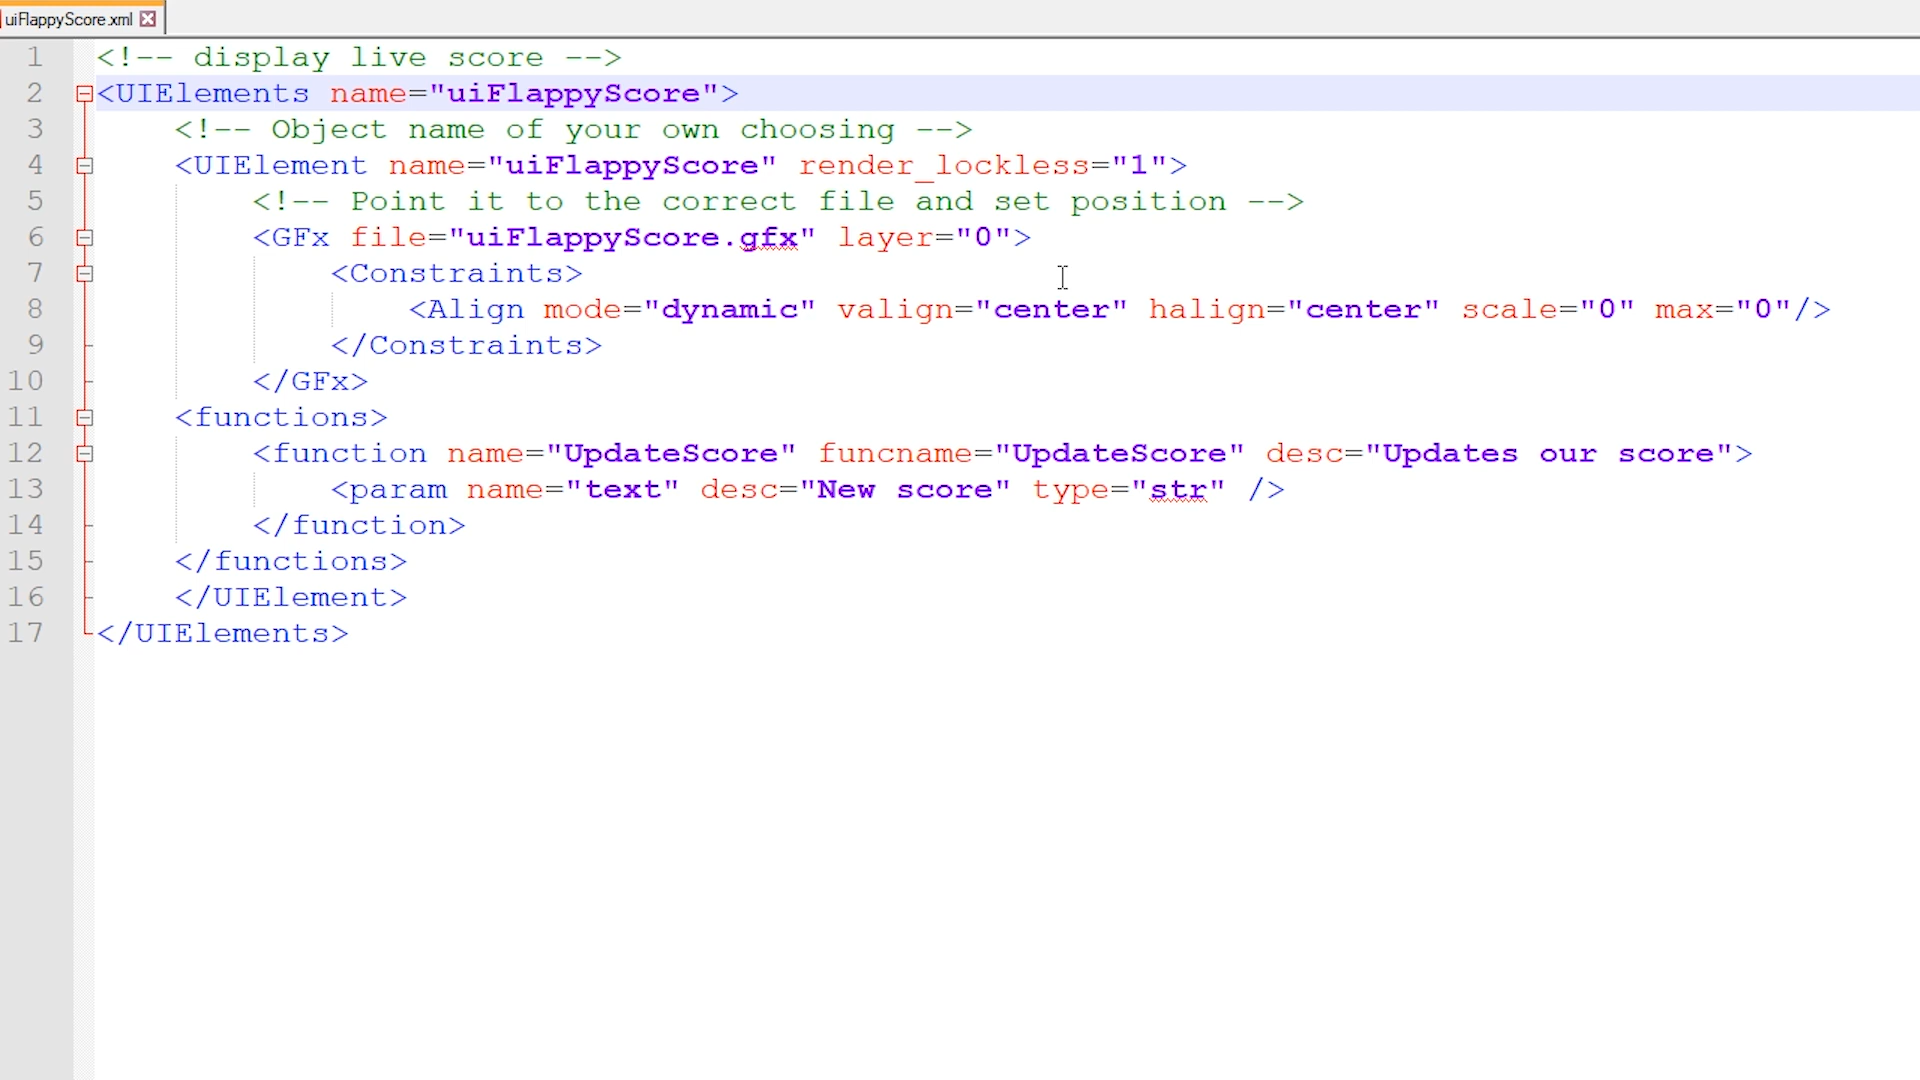 uiFlappyScore.xml
1 <!-- display live score -->
2 <UIElements name="uiFlappyScore">
3 <!-- Object name of your own choosing -->
4 <UIElement name="uiFlappyScore" render_lockless="1">
5 <!-- Point it to the correct file and set position -->
6 <GFx file="uiFlappyScore.gfx" layer="0">
7 <Constraints>
8 <Align mode="dynamic" valign="center" halign="center" scale="0" max="0"/>
9 </Constraints>
10 </GFx>
11 <functions>
12 <function name="UpdateScore" funcname="UpdateScore" desc="Updates our score">
13 <param name="text" desc="New score" type="str" />
14 </function>
15 </functions>
16 </UIElement>
17 </UIElements>